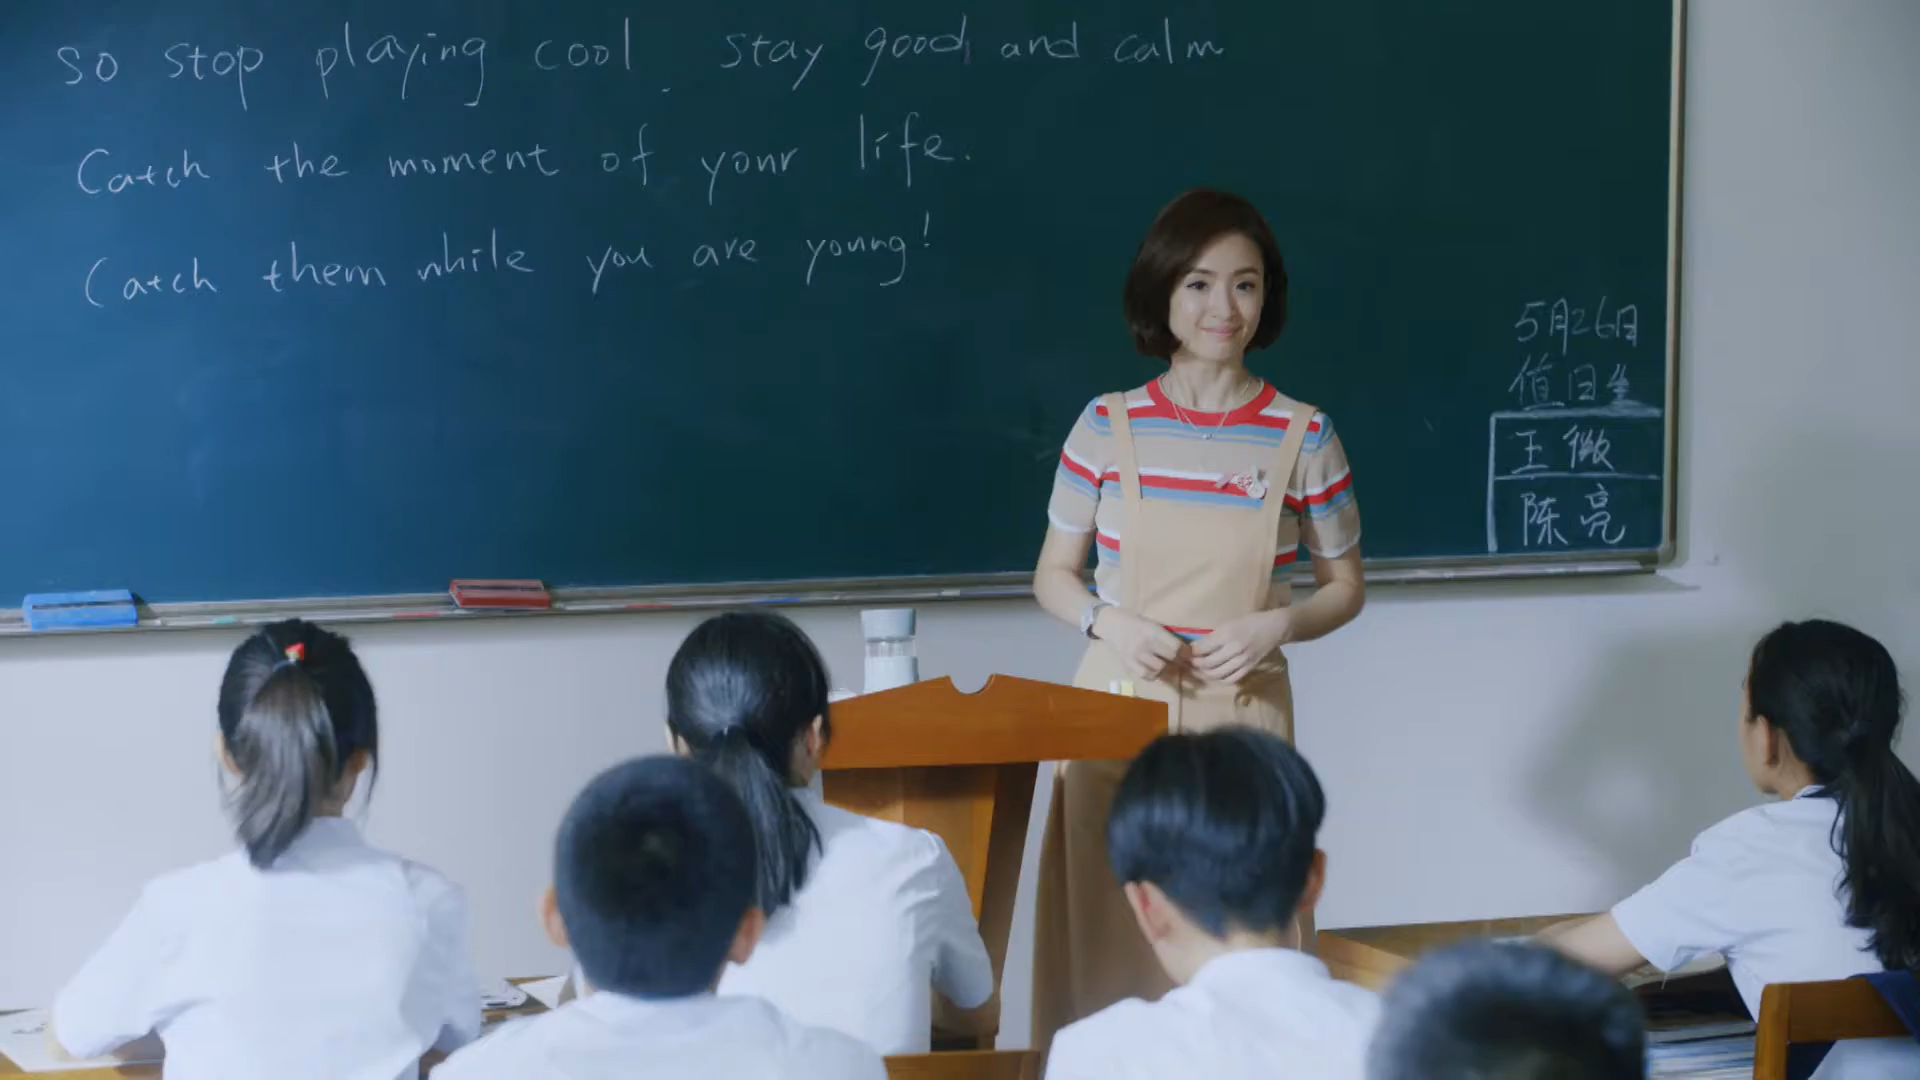 so stop playing cool. stay good and calm
Catch the moment of your life.
Catch them while you are young!
5月26日
值日生
王 微
陈 亮